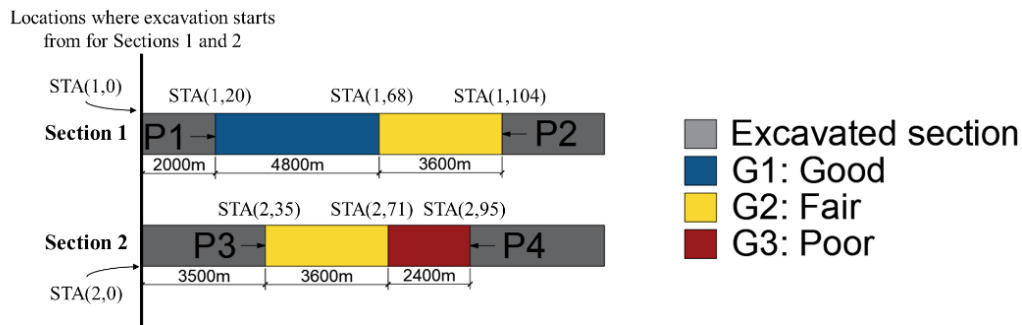 Locations where excavation starts
from for Sections 1 and 2
STA(1,0)
STA(1,20) STA(1,68) STA(1,104)
Section 1 P1 P2
2000m 4800m 3600m
STA(2,35) STA(2,71) STA(2,95)
Section 2 P3 P4
3500m 3600m 2400m
STA(2,0)
Excavated section
G1: Good
G2: Fair
G3: Poor